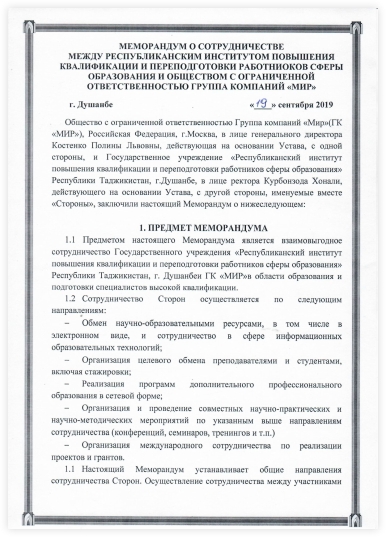 МЕМОРАНДУМ О СОТРУДНИЧЕСТВЕ
МЕЖДУ РЕСПУБЛИКАНСКИМ ИНСТИТУТОМ ПОВЫШЕНИЯ
КВАЛИФИКАЦИИ И ПЕРЕПОДГОТОВКИ РАБОТНИОКОВ СФЕРЫ
ОБРАЗОВАНИЯ И ОБЩЕСТВОМ С ОГРАНИЧЕННОЙ
ОТВЕТСТВЕННОСТЬЮ ГРУППА КОМПАНИЙ «МИР»
г. Душанбе «19» сентября 2019
Общество с ограниченной ответственностью Группа компаний «Мир»(ГК
«МИР»), Российская Федерация, г.Москва, в лице генерального директора
Костенко Полины Львовны, действующая на основании Устава, с одной
стороны, и Государственное учреждение «Республиканский институт
повышения квалификации и переподготовки работников сферы образования»
Республики Таджикистан, г.Душанбе, в лице ректора Курбонзода Хонали,
действующего на основании Устава, с другой стороны, именуемые вместе
«Стороны», заключили настоящий Меморандум о нижеследующем:
1. ПРЕДМЕТ МЕМОРАНДУМА
1.1 Предметом настоящего Меморандума является взаимовыгодное
сотрудничество Государственного учреждения «Республиканский институт
повышения квалификации и переподготовки работников сферы образования»
Республики Таджикистан, г. Душанбеи ГК «МИР»в области образования и
подготовки специалистов высокой квалификации.
1.2 Сотрудничество Сторон осуществляется по следующим
направлениям:
– Обмен научно-образовательными ресурсами, в том числе в
электронном виде, и сотрудничество в сфере информационных
образовательных технологий;
– Организация целевого обмена преподавателями и студентами,
включая стажировки;
– Реализация программ дополнительного профессионального
образования в сетевой форме;
– Организация и проведение совместных научно-практических и
научно-методических мероприятий по указанным выше направлениям
сотрудничества (конференций, семинаров, тренингов и т.п.)
– Организация международного сотрудничества по реализации
проектов и грантов.
1.1 Настоящий Меморандум устанавливает общие направления
сотрудничества Сторон. Осуществление сотрудничества между участниками